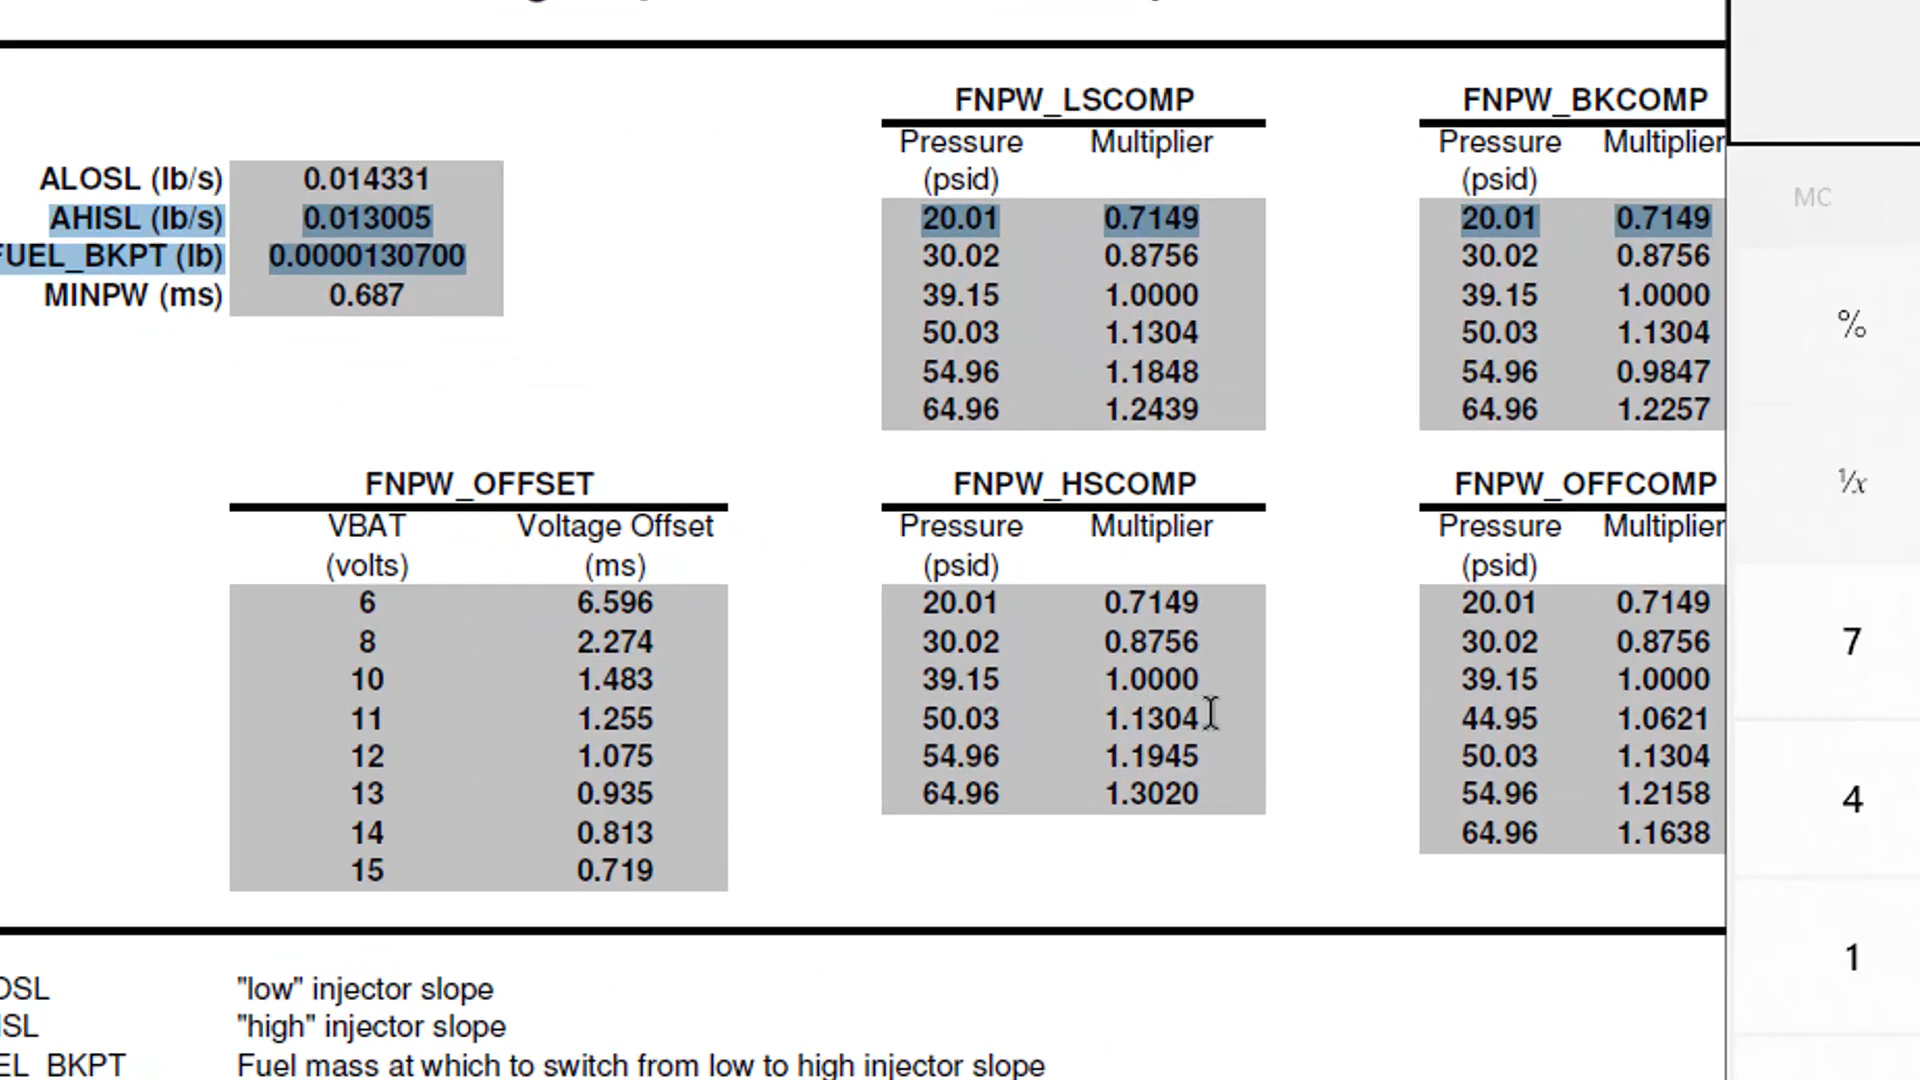 FNPW_LSCOMP FNPW_BKCOMP
Pressure Multiplier Pressure Multiplier
ALOSL (lb/s) 0.014331 (psid) (psid)
AHISL (lb/s) 0.013005 20.01 0.7149 20.01 0.7149
FUEL_BKPT (lb) 0.0000130700 30.02 0.8756 30.02 0.8756
MINPW (ms) 0.687 39.15 1.0000 39.15 1.0000
50.03 1.1304 50.03 1.1304
54.96 1.1848 54.96 0.9847
64.96 1.2439 64.96 1.2257
FNPW_OFFSET FNPW_HSCOMP FNPW_OFFCOMP
VBAT Voltage Offset Pressure Multiplier Pressure Multiplier
(volts) (ms) (psid) (psid)
6 6.596 20.01 0.7149 20.01 0.7149
8 2.274 30.02 0.8756 30.02 0.8756
10 1.483 39.15 1.0000 39.15 1.0000
11 1.255 50.03 1.1304 44.95 1.0621
12 1.075 54.96 1.1945 50.03 1.1304
13 0.935 64.96 1.3020 54.96 1.2158
14 0.813 64.96 1.1638
15 0.719
OSL "low" injector slope
ISL "high" injector slope
EL_BKPT Fuel mass at which to switch from low to high injector slope
MC
%
1/x
7
4
1